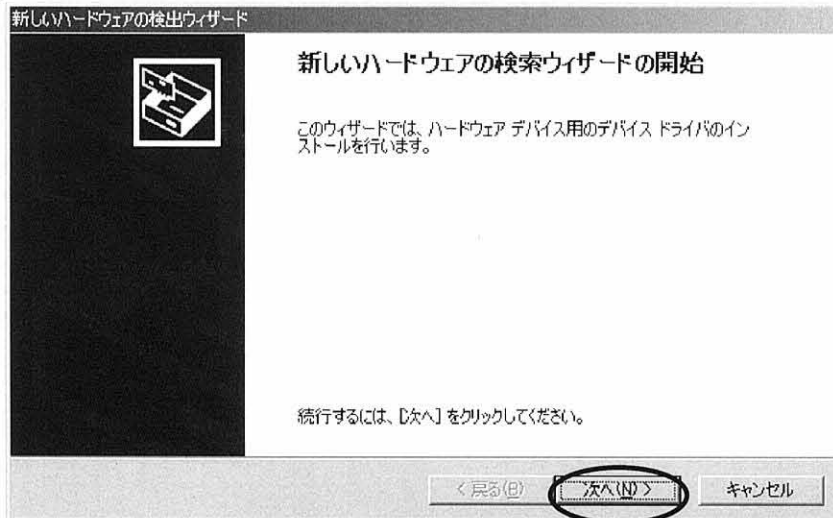 新しいハードウェアの検出ウィザード
新しいハードウェアの検索ウィザードの開始
このウィザードでは、ハードウェア デバイス用のデバイス ドライバのイン
ストールを行います。
続行するには、[次へ] をクリックしてください。
< 戻る(B)
次へ(N) >
キャンセル